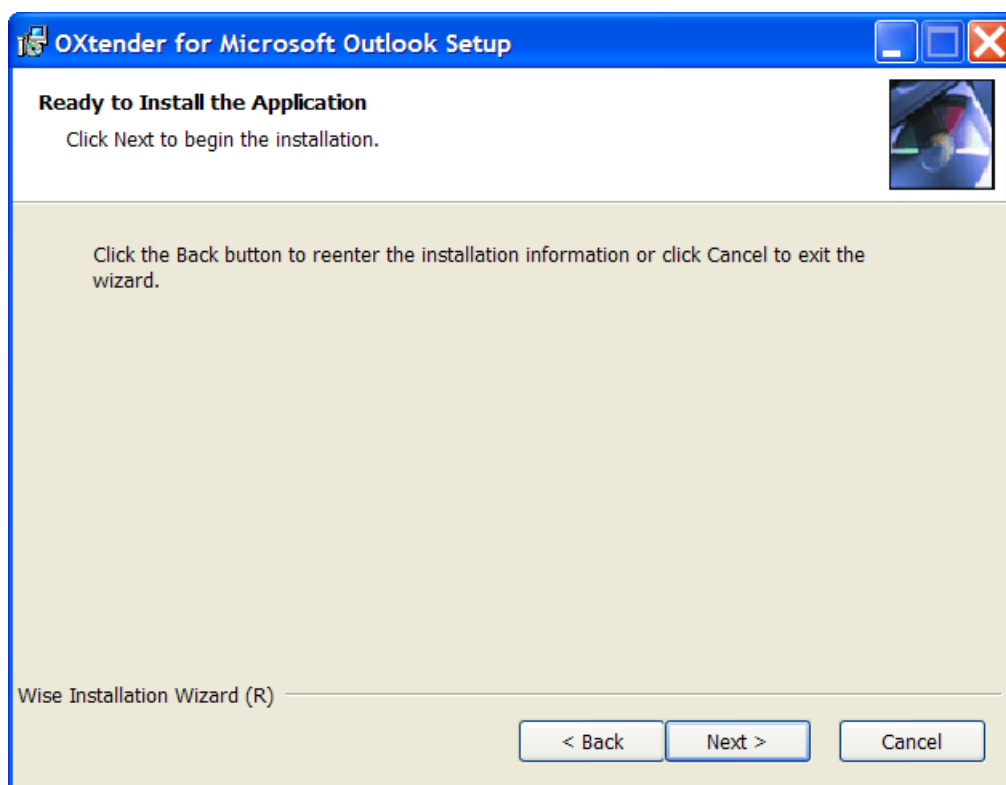 OXtender for Microsoft Outlook Setup
Ready to Install the Application
Click Next to begin the installation.
Click the Back button to reenter the installation information or click Cancel to exit the
wizard.
Wise Installation Wizard (R)
< Back Next > Cancel